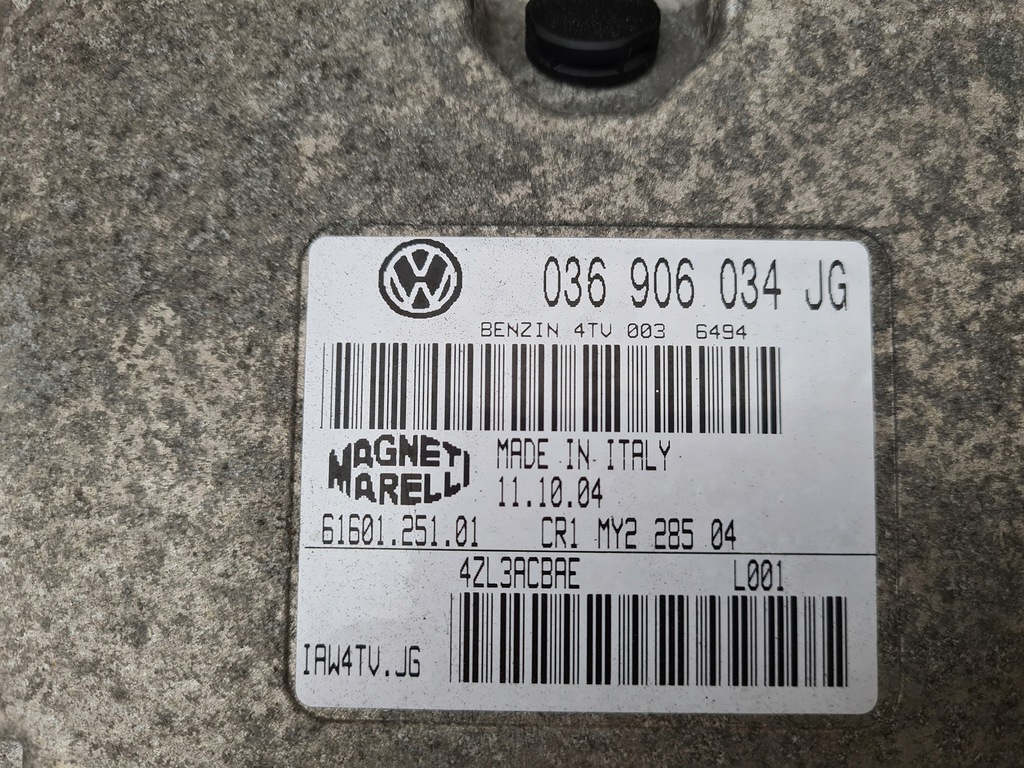 VW 036 906 034 JG
BENZIN 4TV 003 6494
MAGNETI MARELLI
MADE IN ITALY
11.10.04
61601.251.01 CR1 MY2 285 04
4ZL3ACBAE L001
IAW4TV.JG